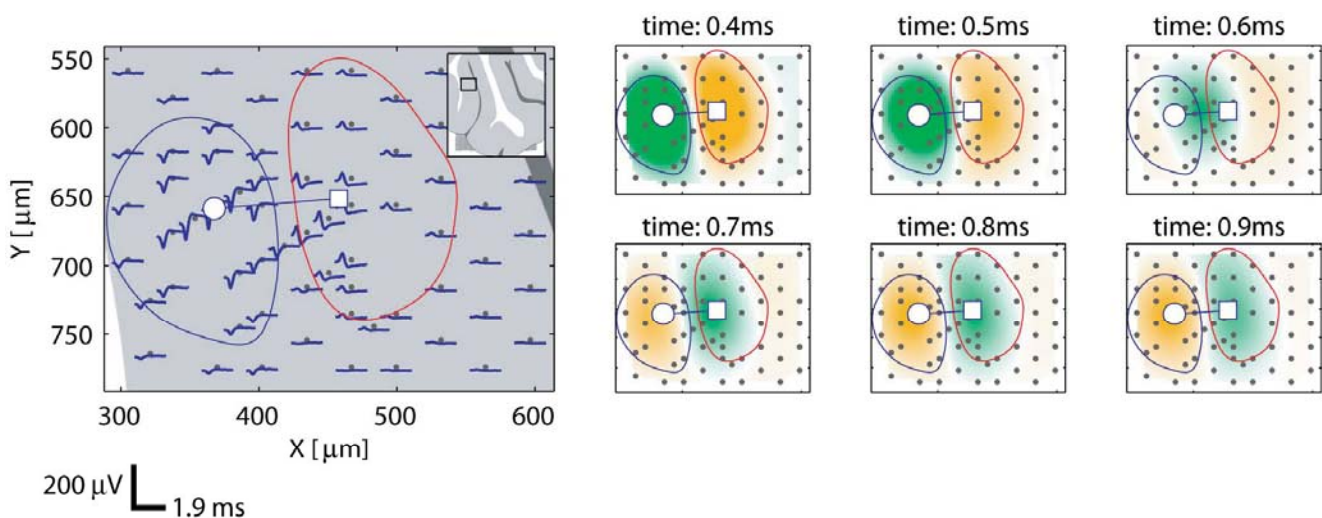 time: 0.4ms
time: 0.5ms
time: 0.6ms
550
600
650
700
750
Y [μm]
time: 0.7ms
time: 0.8ms
time: 0.9ms
300
400
500
600
X [μm]
200 μV
1.9 ms